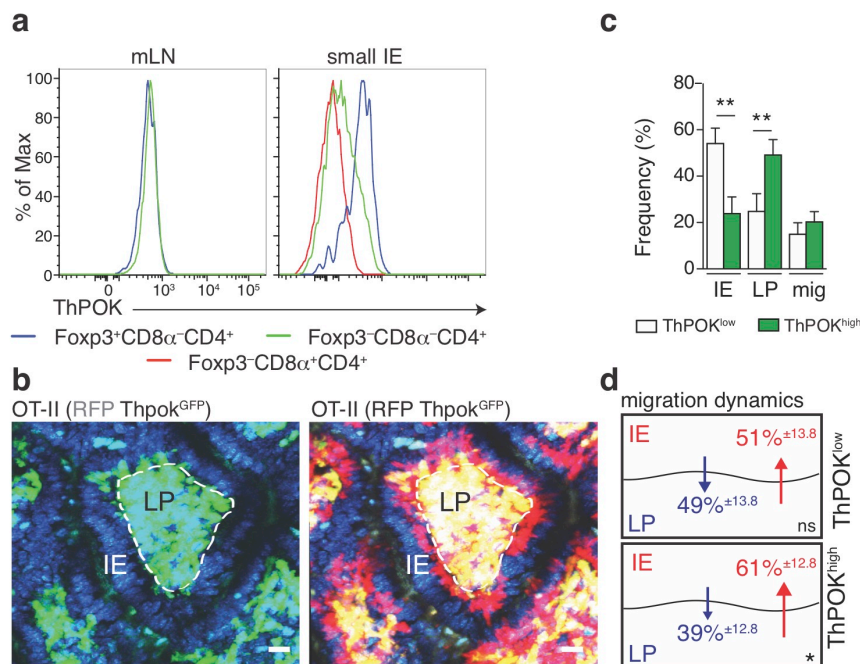 a
mLN
small IE
% of Max
100
80
60
40
20
0
0 10³ 10⁴ 10⁵
ThPOK
Foxp3⁺CD8α⁻CD4⁺
Foxp3⁻CD8α⁻CD4⁺
Foxp3⁻CD8α⁺CD4⁺
b
OT-II (RFP Thpok^GFP)
LP
IE
OT-II (RFP Thpok^GFP)
LP
IE
c
Frequency (%)
80
60
40
20
0
** **
IE LP mig
ThPOK^low ThPOK^high
d
migration dynamics
IE 51%±13.8
LP 49%±13.8 ns
ThPOK^low
IE 61%±12.8
LP 39%±12.8 *
ThPOK^high